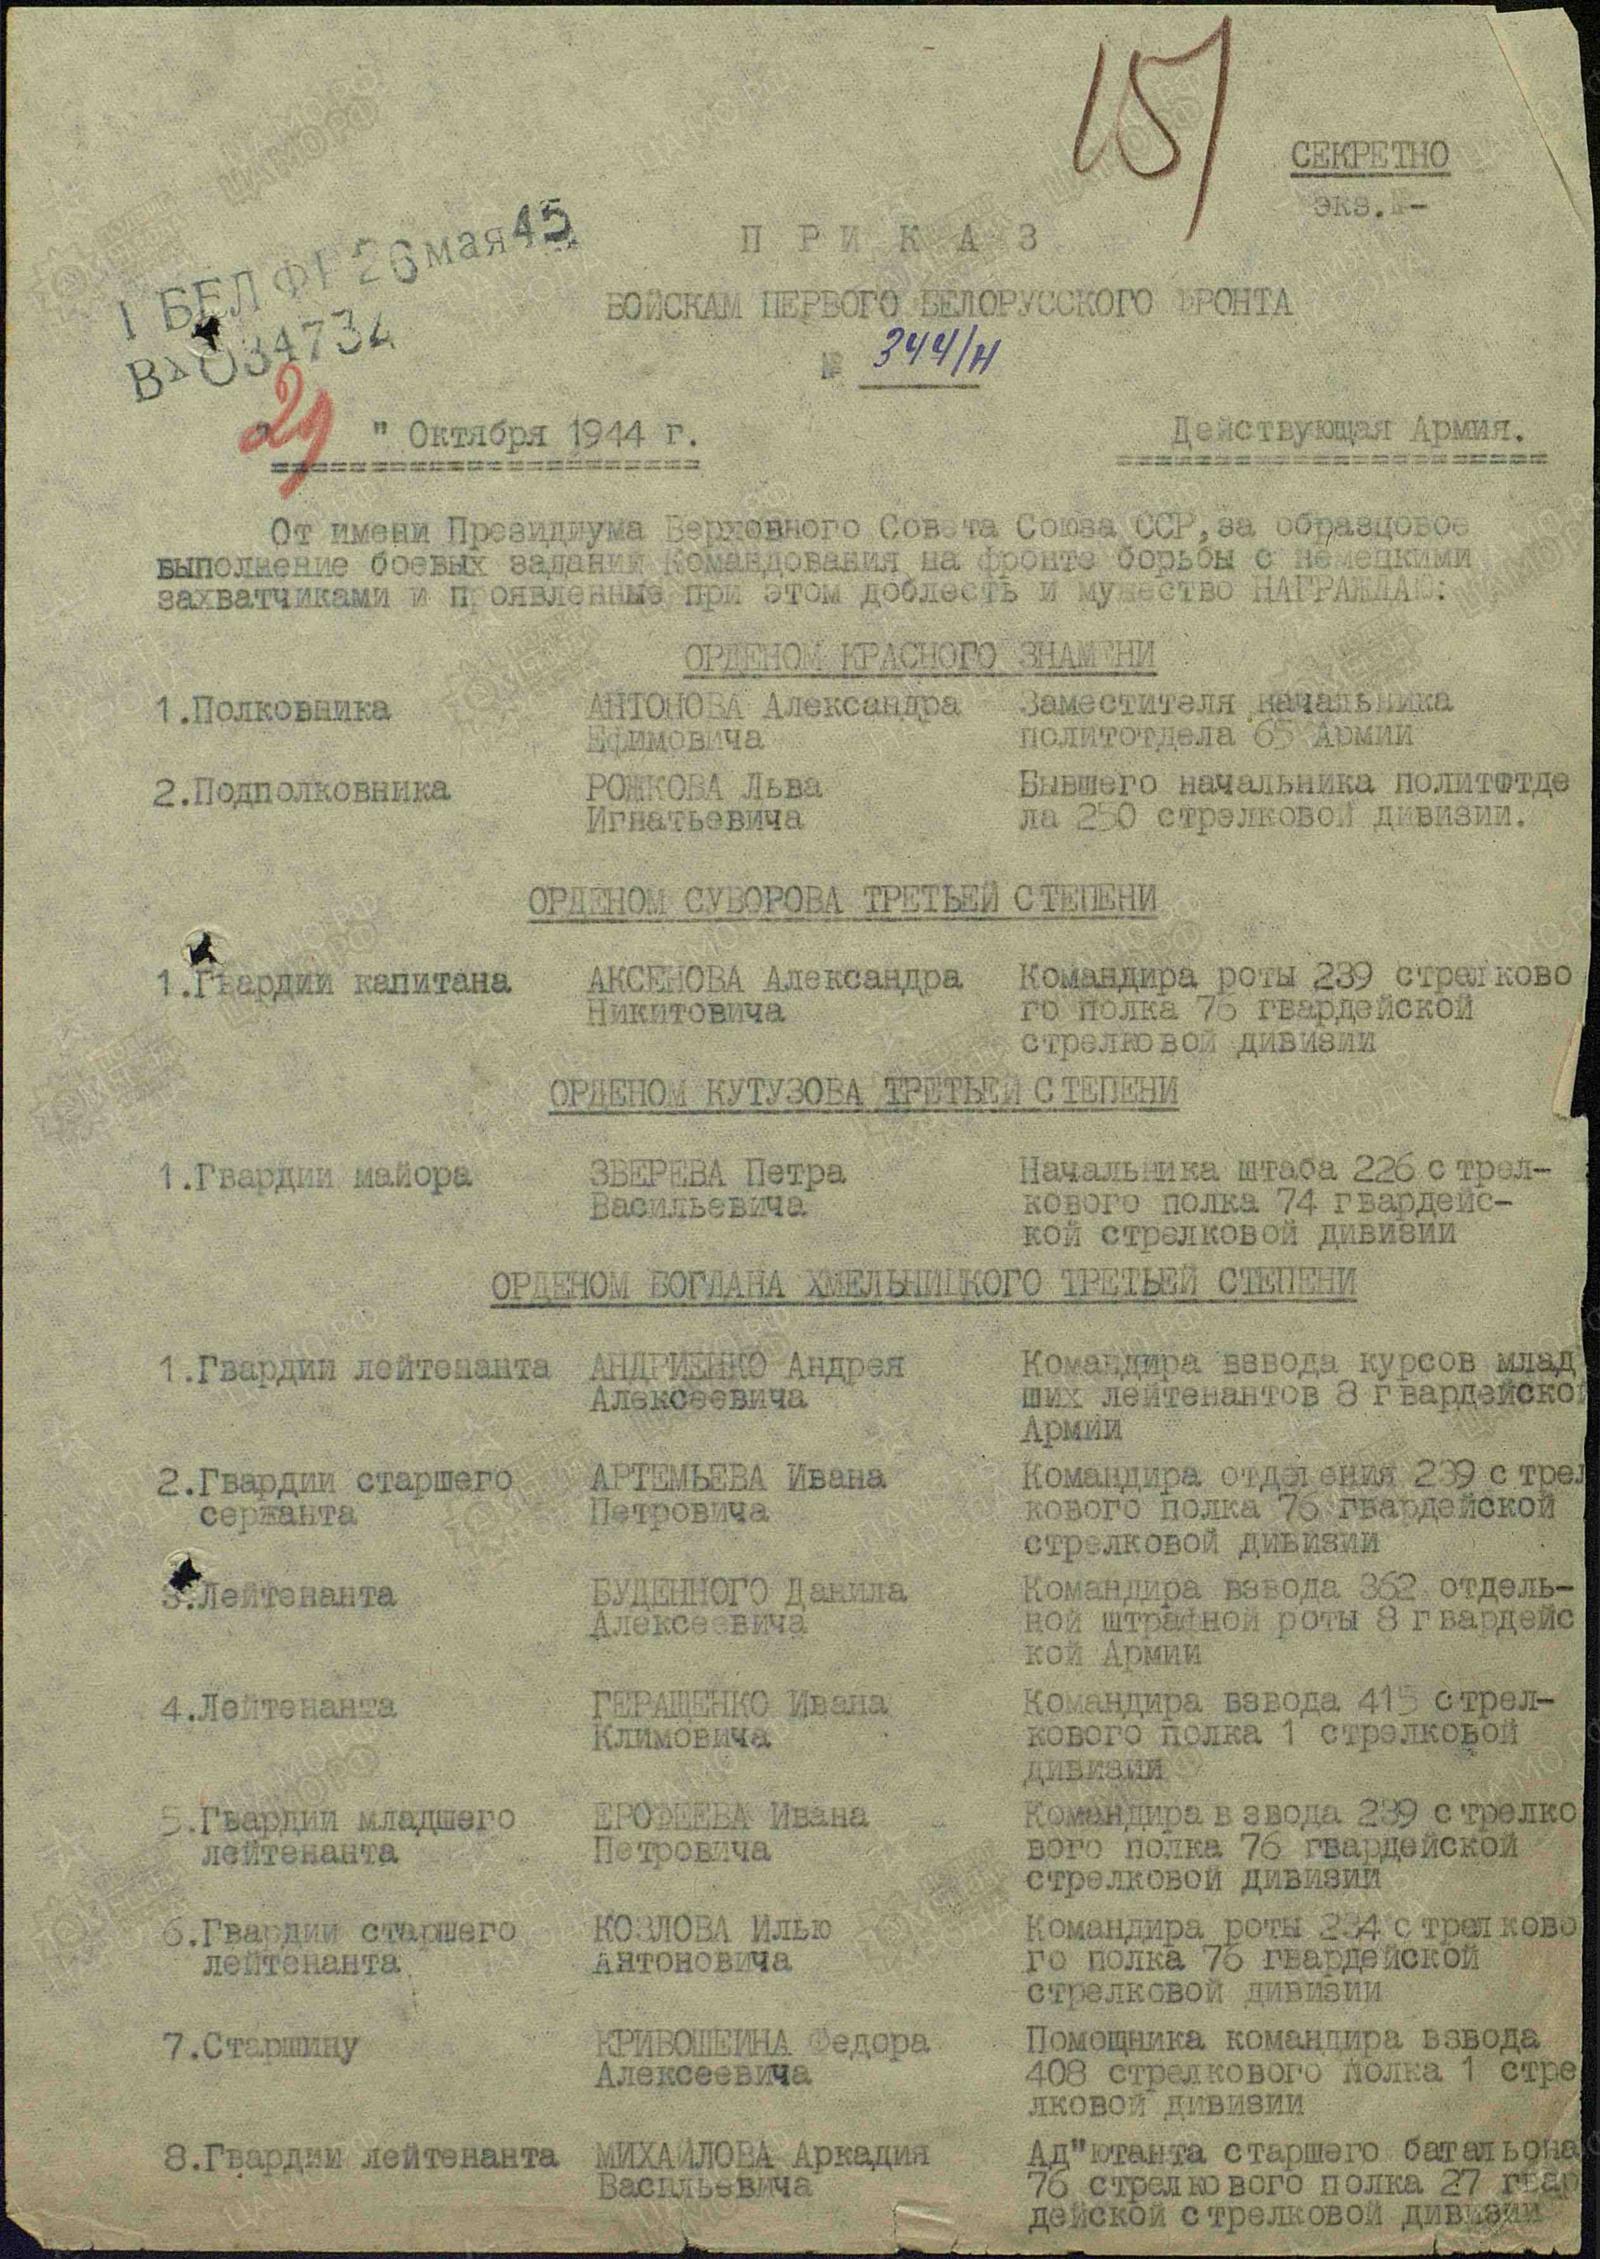 151
СЕКРЕТНО
экз.№-
1 БЕЛ ФР 26 мая 45
Вх 034734
П Р И К А З
ВОЙСКАМ ПЕРВОГО БЕЛОРУССКОГО ФРОНТА
№ 344/н
29 " Октября 1944 г.
Действующая Армия.
От имени Президиума Верховного Совета Союза ССР, за образцовое
выполнение боевых заданий Командования на фронте борьбы с немецкими
захватчиками и проявленные при этом доблесть и мужество НАГРАЖДАЮ:
ОРДЕНОМ КРАСНОГО ЗНАМЕНИ
1.Полковника АНТОНОВА Александра Заместителя начальника
Ефимовича политотдела 65 Армии
2.Подполковника РОЖКОВА Льва Бывшего начальника политотде
Игнатьевича ла 250 стрелковой дивизии.
ОРДЕНОМ СУВОРОВА ТРЕТЬЕЙ СТЕПЕНИ
1.Гвардии капитана АКСЕНОВА Александра Командира роты 239 стрелково
Никитовича го полка 76 гвардейской
стрелковой дивизии
ОРДЕНОМ КУТУЗОВА ТРЕТЬЕЙ СТЕПЕНИ
1.Гвардии майора ЗВЕРЕВА Петра Начальника штаба 226 стрел-
Васильевича кового полка 74 гвардейс-
кой стрелковой дивизии
ОРДЕНОМ БОГДАНА ХМЕЛЬНИЦКОГО ТРЕТЬЕЙ СТЕПЕНИ
1.Гвардии лейтенанта АНДРИЕНКО Андрея Командира взвода курсов млад
Алексеевича ших лейтенантов 8 гвардейской
Армии
2.Гвардии старшего АРТЕМЬЕВА Ивана Командира отделения 239 стрел
сержанта Петровича кового полка 76 гвардейской
стрелковой дивизии
3.Лейтенанта БУДЕННОГО Данила Командира взвода 362 отдель-
Алексеевича ной штрафной роты 8 гвардейс
кой Армии
4.Лейтенанта ГЕРАЩЕНКО Ивана Командира взвода 415 стрел-
Климовича кового полка 1 стрелковой
дивизии
5.Гвардии младшего ЕРОФЕЕВА Ивана Командира взвода 239 стрелко
лейтенанта Петровича вого полка 76 гвардейской
стрелковой дивизии
6.Гвардии старшего КОЗЛОВА Илью Командира роты 234 стрелково
лейтенанта Антоновича го полка 76 гвардейской
стрелковой дивизии
7.Старшину КРИВОШЕИНА Федора Помощника командира взвода
Алексеевича 408 стрелкового полка 1 стре
лковой дивизии
8.Гвардии лейтенанта МИХАЙЛОВА Аркадия Ад"ютанта старшего батальона
Васильевича 76 стрелкового полка 27 гвар
дейской стрелковой дивизии